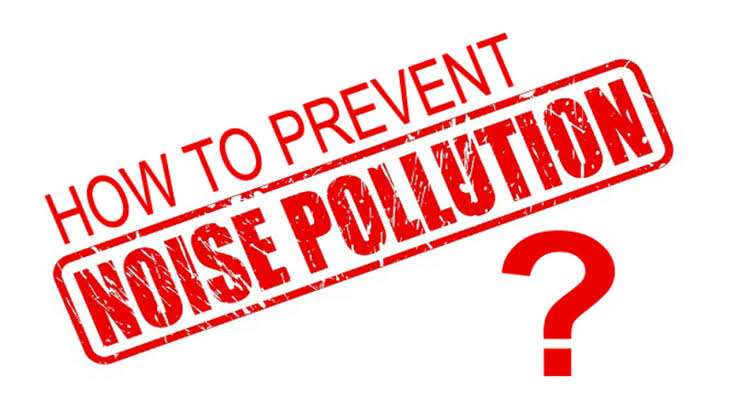 HOW TO PREVENT
NOISE POLLUTION
?